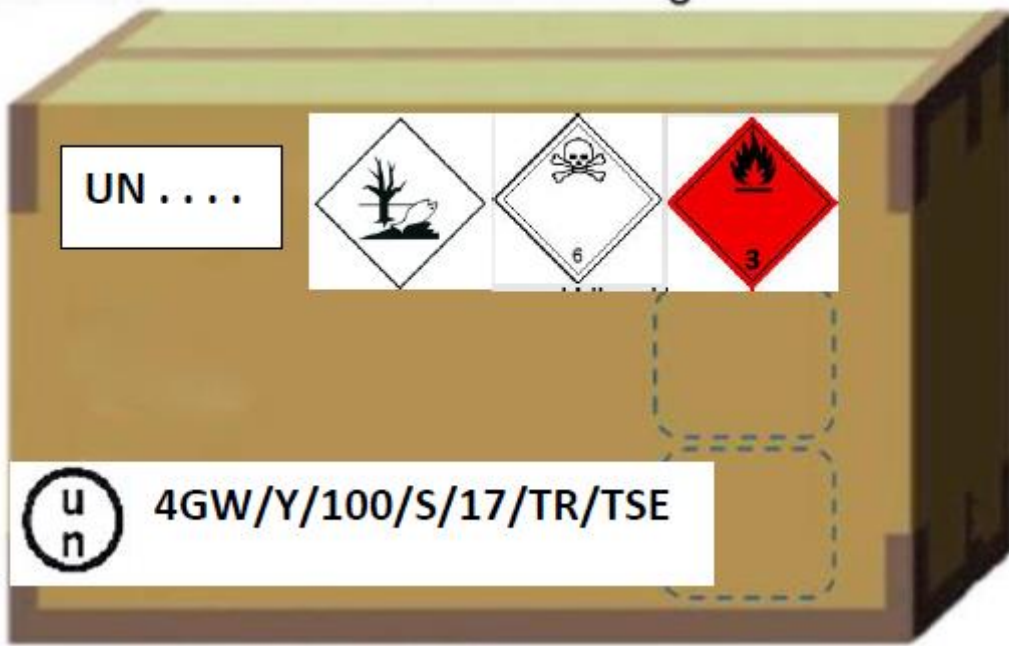 UN . . . .
6
3
u
n
4GW/Y/100/S/17/TR/TSE